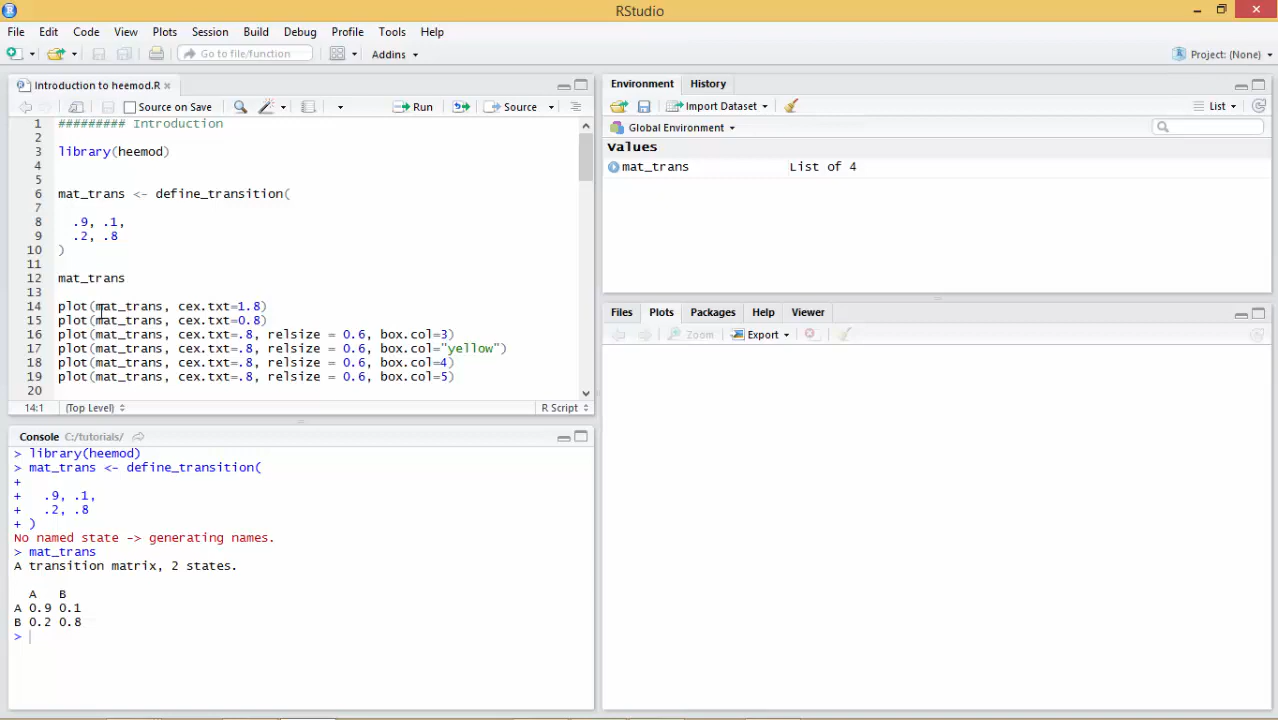 RStudio
File Edit Code View Plots Session Build Debug Profile Tools Help
Go to file/function Addins Project: (None)
Introduction to heemod.R
Source on Save Run Source
1 ######### Introduction
2
3 library(heemod)
4
5
6 mat_trans <- define_transition(
7
8 .9, .1,
9 .2, .8
10 )
11
12 mat_trans
13
14 plot(mat_trans, cex.txt=1.8)
15 plot(mat_trans, cex.txt=0.8)
16 plot(mat_trans, cex.txt=.8, relsize = 0.6, box.col=3)
17 plot(mat_trans, cex.txt=.8, relsize = 0.6, box.col="yellow")
18 plot(mat_trans, cex.txt=.8, relsize = 0.6, box.col=4)
19 plot(mat_trans, cex.txt=.8, relsize = 0.6, box.col=5)
20
14:1 (Top Level) R Script
Console C:/tutorials/
> library(heemod)
> mat_trans <- define_transition(
+
+ .9, .1,
+ .2, .8
+ )
No named state -> generating names.
> mat_trans
A transition matrix, 2 states.
A B
A 0.9 0.1
B 0.2 0.8
>
Environment History
Import Dataset List
Global Environment
Values
mat_trans List of 4
Files Plots Packages Help Viewer
Zoom Export